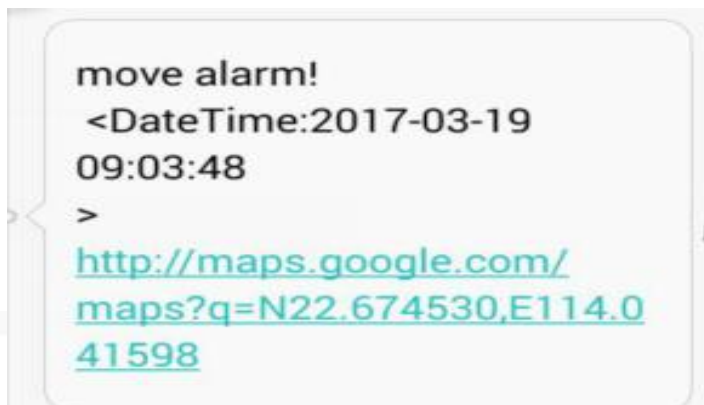 move alarm!
<DateTime:2017-03-19
09:03:48
>
http://maps.google.com/
maps?q=N22.674530,E114.0
41598